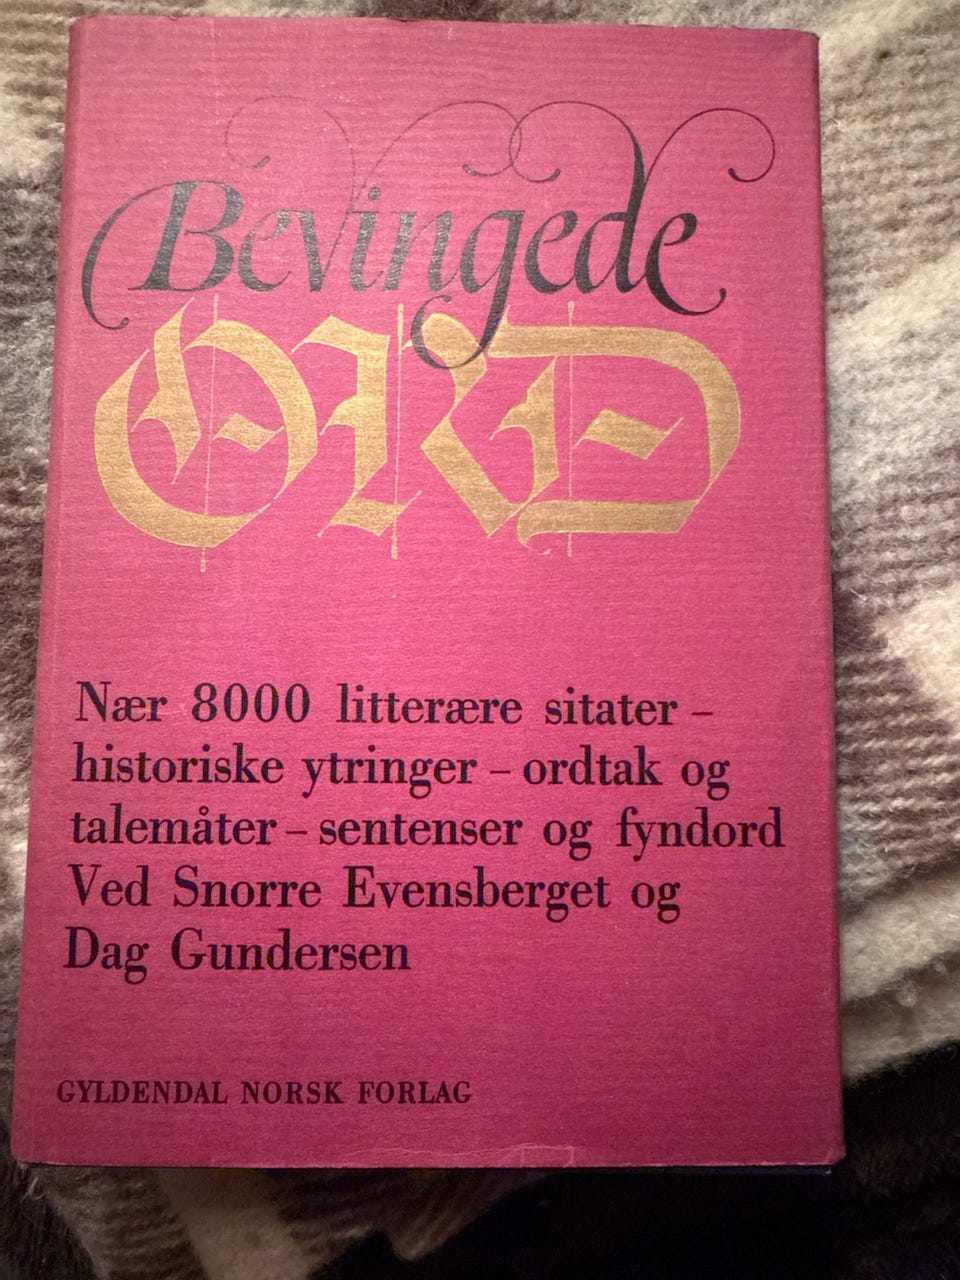 Bevingede
ORD
Nær 8000 litterære sitater –
historiske ytringer – ordtak og
talemåter – sentenser og fyndord
Ved Snorre Evensberget og
Dag Gundersen
GYLDENDAL NORSK FORLAG